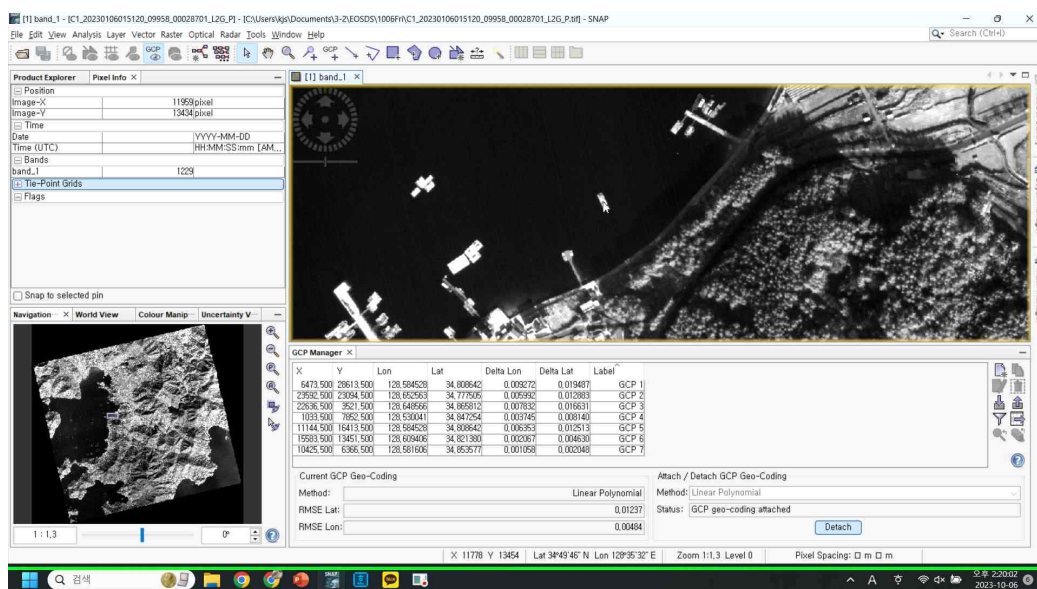 [1] band_1 - [C1_20230106015120_09958_00028701_L2G_P] - [C:\Users\kjs\Documents\3-2\EOSDS\1006Fri\C1_20230106015120_09958_00028701_L2G_P.tif] - SNAP
File Edit View Analysis Layer Vector Raster Optical Radar Tools Window Help
Search (Ctrl+I)
GCP GCP
Product Explorer Pixel Info
[1] band_1
Position
Image-X 11959 pixel
Image-Y 13434 pixel
Time
Date YYYY-MM-DD
Time (UTC) HH:MM:SS:mm [AM...
Bands
band_1 1229
Tie-Point Grids
Flags
Snap to selected pin
Navigation... World View Colour Manip... Uncertainty V...
1 : 1,3 0°
GCP Manager
X Y Lon Lat Delta Lon Delta Lat Label
6473,500 28613,500 128,584528 34,808642 0,009272 0,019487 GCP 1
23592,500 23094,500 128,652563 34,777505 0,005992 0,012883 GCP 2
22636,500 3521,500 128,648566 34,865812 0,007832 0,016631 GCP 3
1033,500 7852,500 128,530041 34,847254 0,003745 0,008140 GCP 4
11144,500 16413,500 128,584528 34,808642 0,006353 0,012513 GCP 5
15583,500 13451,500 128,609406 34,821380 0,002067 0,004630 GCP 6
10425,500 6366,500 128,581606 34,853577 0,001058 0,002048 GCP 7
Current GCP Geo-Coding
Method: Linear Polynomial
RMSE Lat: 0,01237
RMSE Lon: 0,00484
Attach / Detach GCP Geo-Coding
Method: Linear Polynomial
Status: GCP geo-coding attached
Detach
X 11778 Y 13454 Lat 34°49'46" N Lon 128°35'32" E Zoom 1:1,3 Level 0 Pixel Spacing: □ m □ m
검색
SNAP
A
오후 2:20:02
2023-10-06